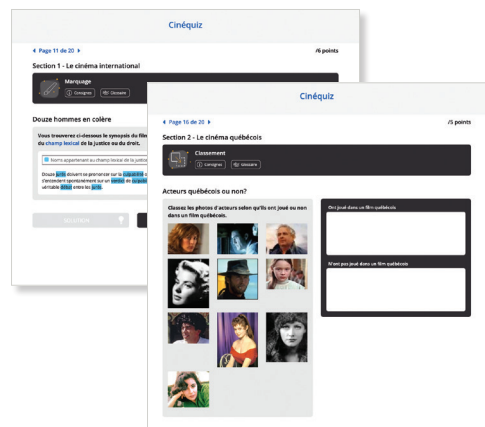 Cinéquiz
Page 11 de 20
/6 points
Section 1 - Le cinéma international
Marquage
Consignes
Glossaire
Douze hommes en colère
Vous trouverez ci-dessous le synopsis du film
du champ lexical de la justice ou du droit.
Noms appartenant au champ lexical de la justice
Douze jurés doivent se prononcer sur la culpabilité
s'entendent spontanément sur un verdict de
véritable débat entre les jurés.
SOLUTION
Cinéquiz
Page 16 de 20
/5 points
Section 2 - Le cinéma québécois
Classement
Consignes
Glossaire
Acteurs québécois ou non?
Classez les photos d'acteurs selon qu'ils ont joué ou non
dans un film québécois.
Ont joué dans un film québécois
N'ont pas joué dans un film québécois